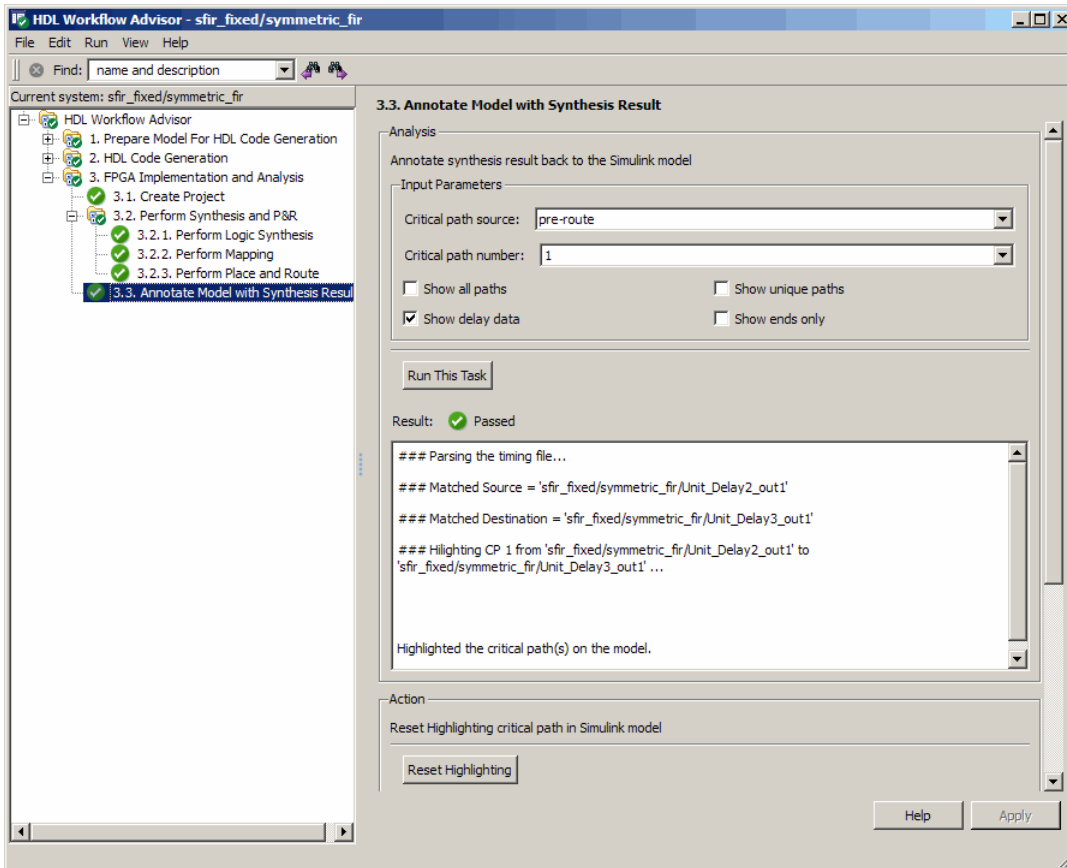 HDL Workflow Advisor - sfir_fixed/symmetric_fir
File Edit Run View Help
Find: name and description
Current system: sfir_fixed/symmetric_fir
HDL Workflow Advisor
1. Prepare Model For HDL Code Generation
2. HDL Code Generation
3. FPGA Implementation and Analysis
3.1. Create Project
3.2. Perform Synthesis and P&R
3.2.1. Perform Logic Synthesis
3.2.2. Perform Mapping
3.2.3. Perform Place and Route
3.3. Annotate Model with Synthesis Resul
3.3. Annotate Model with Synthesis Result
Analysis
Annotate synthesis result back to the Simulink model
Input Parameters
Critical path source: pre-route
Critical path number: 1
Show all paths Show unique paths
Show delay data Show ends only
Run This Task
Result: Passed
### Parsing the timing file...
### Matched Source = 'sfir_fixed/symmetric_fir/Unit_Delay2_out1'
### Matched Destination = 'sfir_fixed/symmetric_fir/Unit_Delay3_out1'
### Hilighting CP 1 from 'sfir_fixed/symmetric_fir/Unit_Delay2_out1' to
'sfir_fixed/symmetric_fir/Unit_Delay3_out1' ...
Highlighted the critical path(s) on the model.
Action
Reset Highlighting critical path in Simulink model
Reset Highlighting
Help Apply